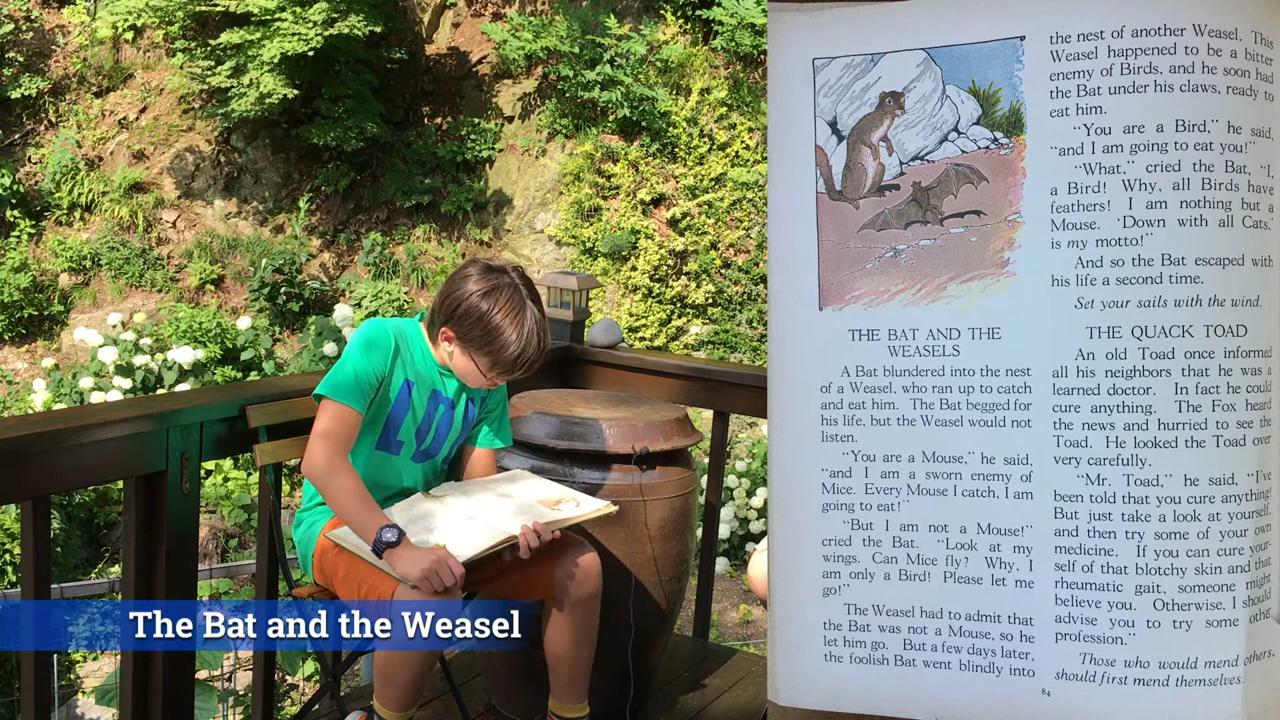 LOV
The Bat and the Weasel
THE BAT AND THE
WEASELS
A Bat blundered into the nest
of a Weasel, who ran up to catch
and eat him. The Bat begged for
his life, but the Weasel would not
listen.
"You are a Mouse," he said,
"and I am a sworn enemy of
Mice. Every Mouse I catch, I am
going to eat!"
"But I am not a Mouse!"
cried the Bat. "Look at my
wings. Can Mice fly? Why, I
am only a Bird! Please let me
go!"
The Weasel had to admit that
the Bat was not a Mouse, so he
let him go. But a few days later,
the foolish Bat went blindly into
the nest of another Weasel. This
Weasel happened to be a bitter
enemy of Birds, and he soon had
the Bat under his claws, ready to
eat him.
"You are a Bird," he said,
"and I am going to eat you!"
"What," cried the Bat, "I,
a Bird! Why, all Birds have
feathers! I am nothing but a
Mouse. 'Down with all Cats,'
is my motto!"
And so the Bat escaped with
his life a second time.
Set your sails with the wind.
THE QUACK TOAD
An old Toad once informed
all his neighbors that he was a
learned doctor. In fact he could
cure anything. The Fox heard
the news and hurried to see the
Toad. He looked the Toad over
very carefully.
"Mr. Toad," he said, "I've
been told that you cure anything!
But just take a look at yourself,
and then try some of your own
medicine. If you can cure your-
self of that blotchy skin and that
rheumatic gait, someone might
believe you. Otherwise, I should
advise you to try some other
profession."
Those who would mend others,
should first mend themselves.
84